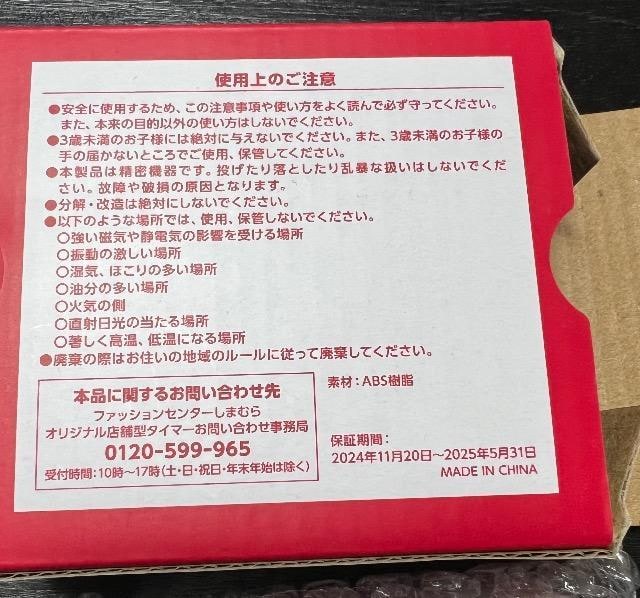 使用上のご注意
●安全に使用するため、この注意事項や使い方をよく読んで必ず守ってください。
また、本来の目的以外の使い方はしないでください。
●3歳未満のお子様には絶対に与えないでください。また、3歳未満のお子様の
手の届かないところでご使用、保管してください。
●本製品は精密機器です。投げたり落としたり乱暴な扱いはしないでくだ
さい。故障や破損の原因となります。
●分解・改造は絶対にしないでください。
●以下のような場所では、使用、保管しないでください。
○強い磁気や静電気の影響を受ける場所
○振動の激しい場所
○湿気、ほこりの多い場所
○油分の多い場所
○火気の側
○直射日光の当たる場所
○著しく高温、低温になる場所
●廃棄の際はお住いの地域のルールに従って廃棄してください。
本品に関するお問い合わせ先
ファッションセンターしまむら
オリジナル店舗型タイマーお問い合わせ事務局
0120-599-965
受付時間:10時~17時(土・日・祝日・年末年始は除く)
素材:ABS樹脂
保証期間:
2024年11月20日~2025年5月31日
MADE IN CHINA